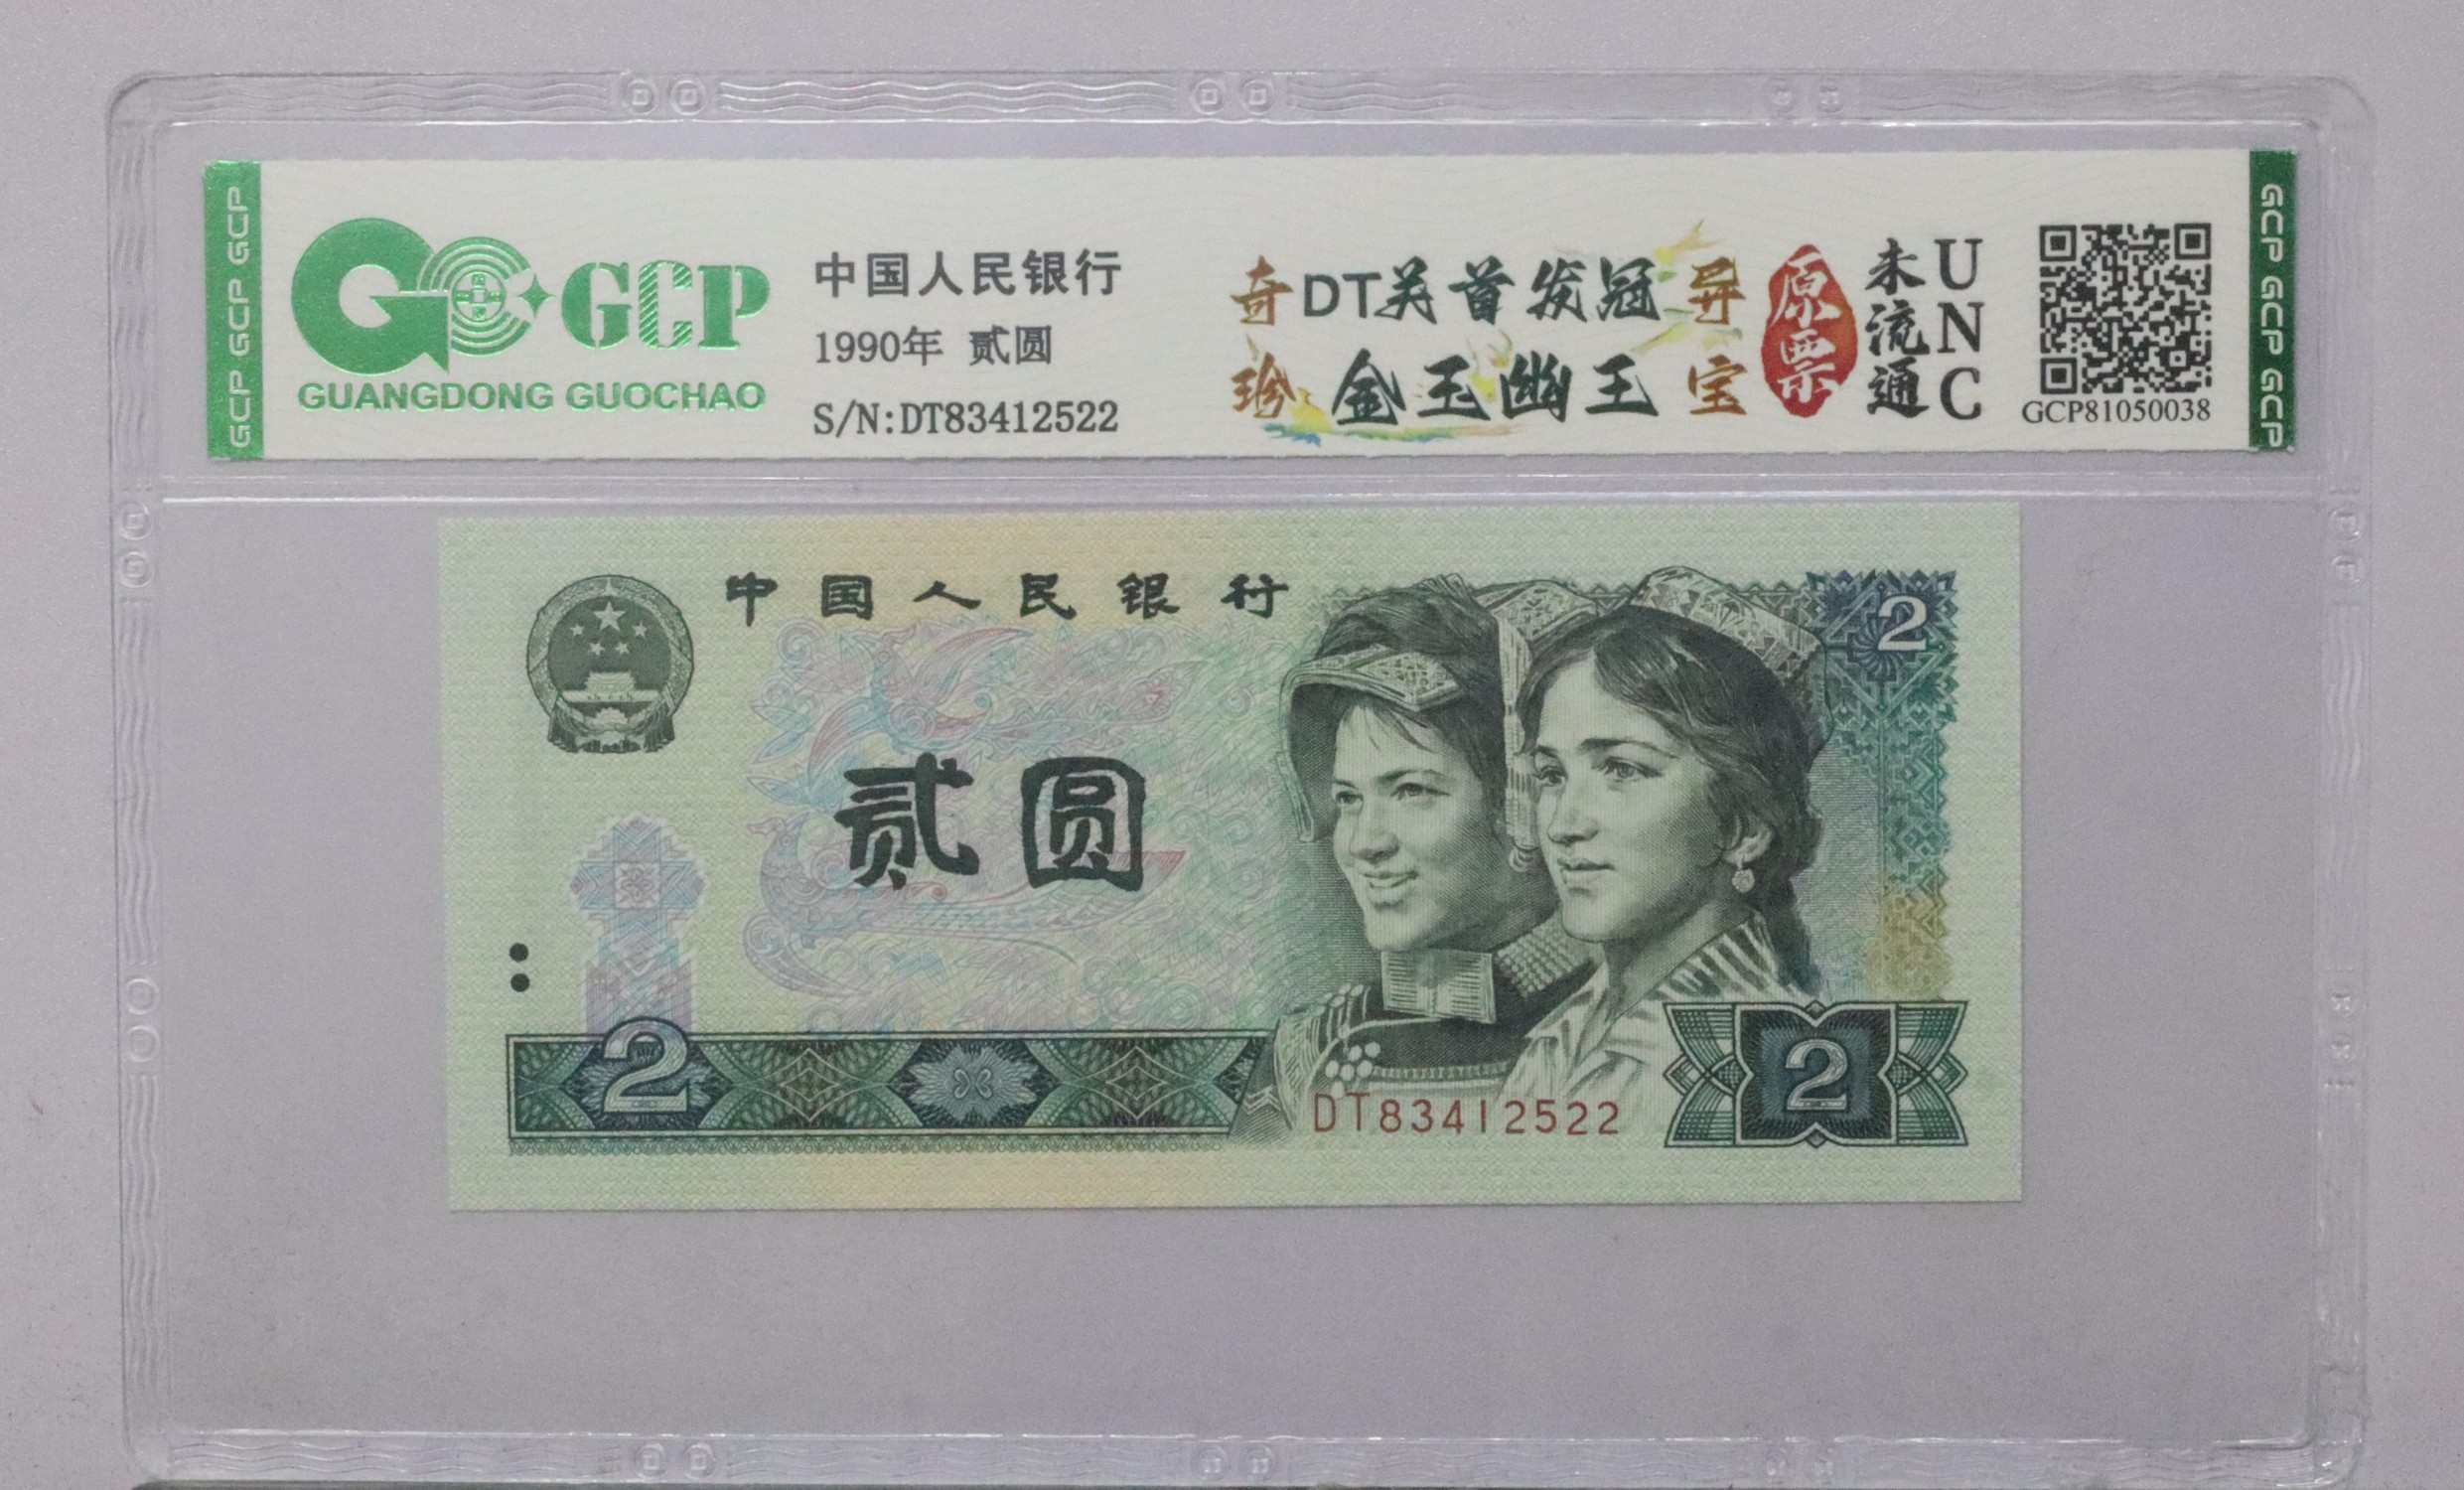 GCP GCP GCP
GCP
GUANGDONG GUOCHAO
中国人民银行
1990年 贰圆
S/N:DT83412522
奇DT关首发冠异
珍金玉幽王宝
原票
未流通
UNC
GCP81050038
GCP GCP GCP
中国人民银行
2
贰圆
2
DT83412522
2